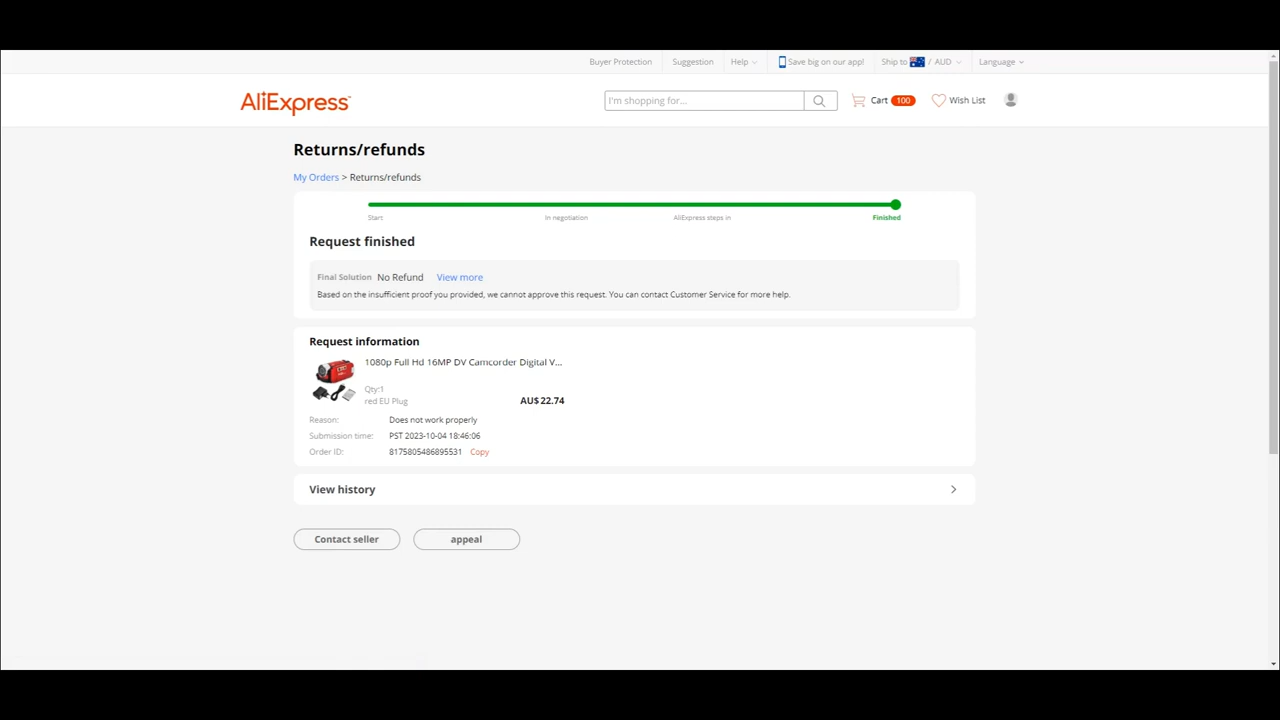 Buyer Protection Suggestion Help Save big on our app! Ship to / AUD Language
AliExpress I'm shopping for... Cart 100 Wish List
Returns/refunds
My Orders > Returns/refunds
Start In negotiation AliExpress steps in Finished
Request finished
Final Solution No Refund View more
Based on the insufficient proof you provided, we cannot approve this request. You can contact Customer Service for more help.
Request information
1080p Full Hd 16MP DV Camcorder Digital V...
Qty:1
red EU Plug AU$ 22.74
Reason: Does not work properly
Submission time: PST 2023-10-04 18:46:06
Order ID: 8175805486895531 Copy
View history
Contact seller appeal